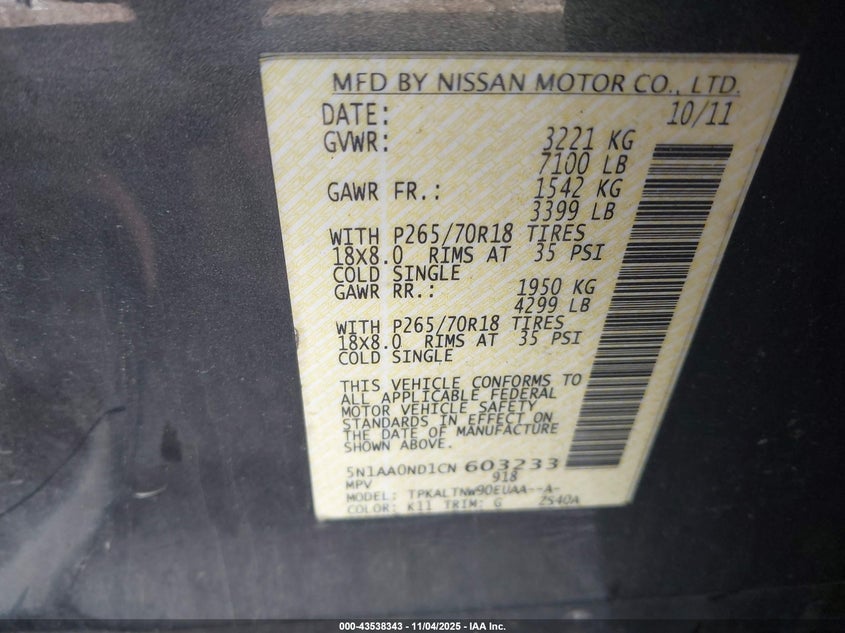 MFD BY NISSAN MOTOR CO., LTD.
DATE: 10/11
GVWR: 3221 KG
7100 LB
GAWR FR.: 1542 KG
3399 LB
WITH P265/70R18 TIRES
18X8.0 RIMS AT 35 PSI
COLD SINGLE
GAWR RR.: 1950 KG
4299 LB
WITH P265/70R18 TIRES
18X8.0 RIMS AT 35 PSI
COLD SINGLE
THIS VEHICLE CONFORMS TO
ALL APPLICABLE FEDERAL
MOTOR VEHICLE SAFETY
STANDARDS IN EFFECT ON
THE DATE OF MANUFACTURE
SHOWN ABOVE.
5N1AA0ND1CN 603233
MPV 918
MODEL: TPKALTNW90EUAA--A-
COLOR: K11 TRIM: G 2S40A
000-43538343 - 11/04/2025 - IAA Inc.